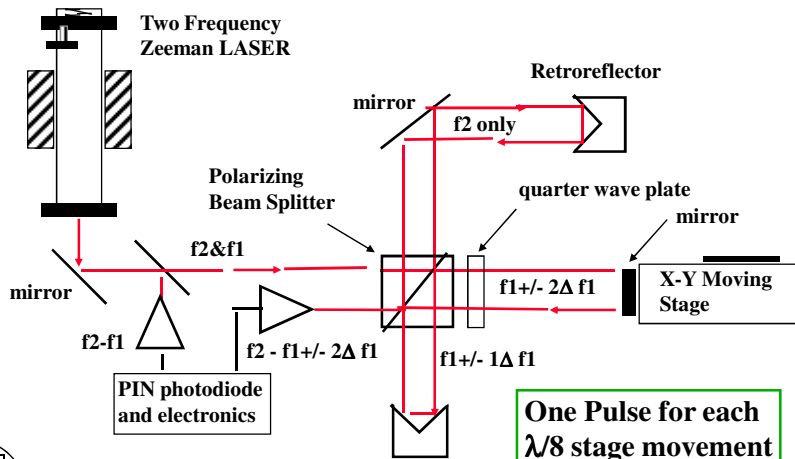 Two Frequency
Zeeman LASER
Retroreflector
mirror
f2 only
Polarizing
Beam Splitter
quarter wave plate
mirror
f2&f1
mirror
f1+/- 2Δ f1
X-Y Moving
Stage
f2-f1
f2 - f1+/- 2Δ f1
f1+/- 1Δ f1
PIN photodiode
and electronics
One Pulse for each
λ/8 stage movement